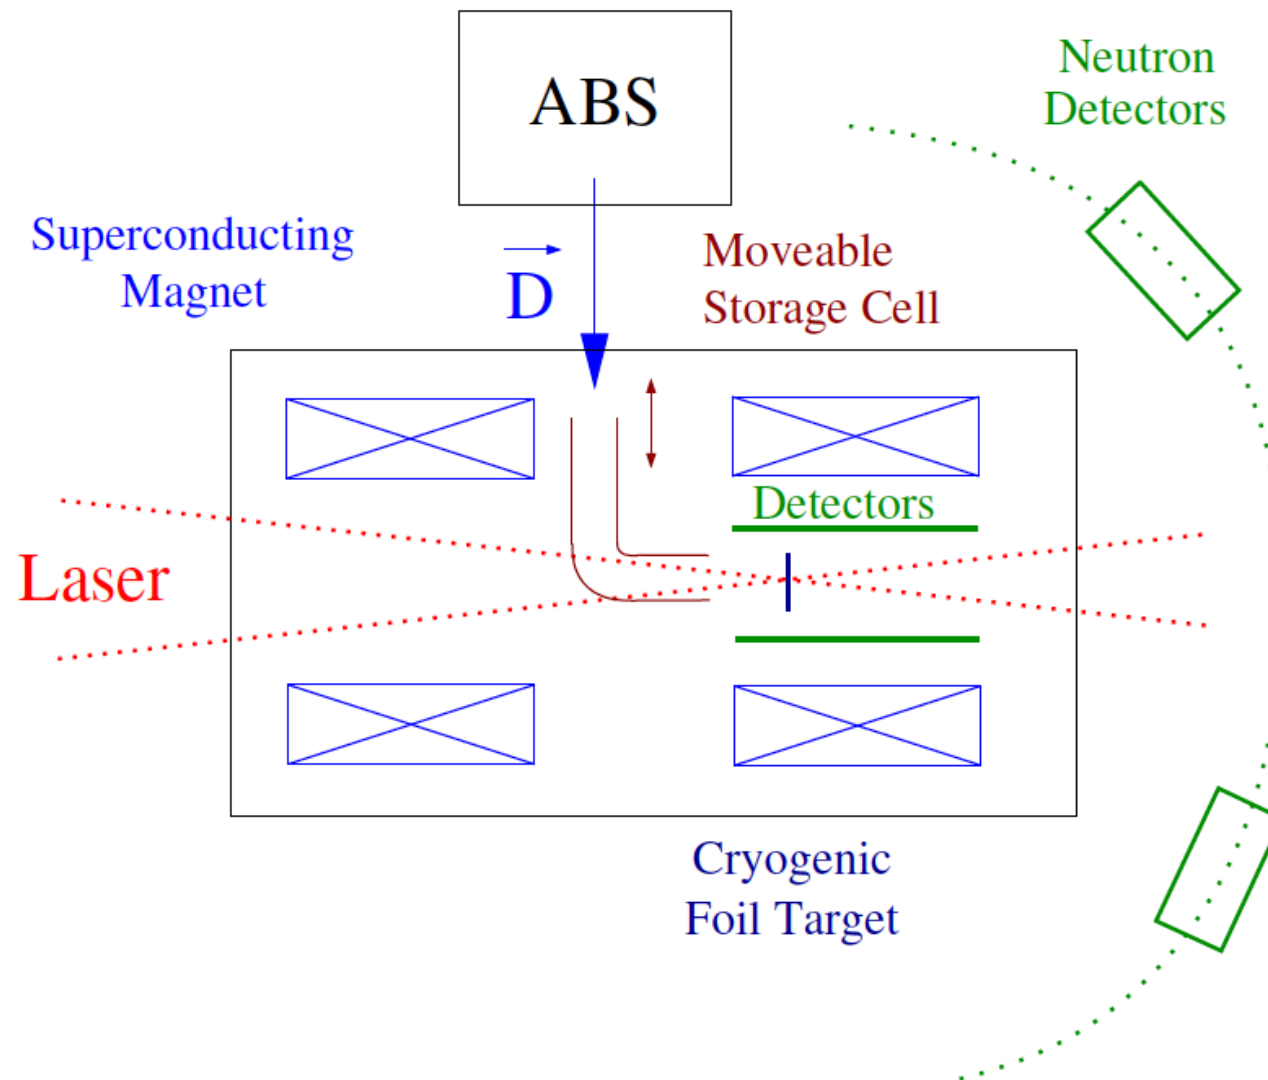 ABS
Neutron
Detectors
Superconducting
Magnet
D
Moveable
Storage Cell
Detectors
Laser
Cryogenic
Foil Target